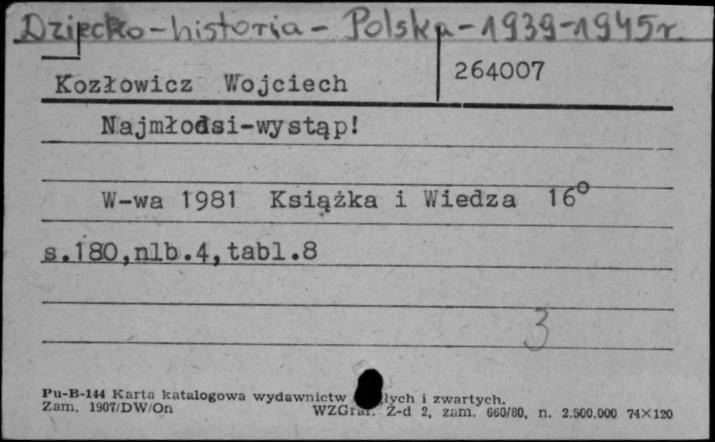 Dziecko-historia-Polska-1939-1945r.
Kozłowicz Wojciech
264007
Najmłodsi-wystąp!
W-wa 1981 Książka i Wiedza 16°
s.180,nlb.4,tabl.8
3
Pu-B-144 Karta katalogowa wydawnictw i zwartych.
Zam. 1907/DW/On WZGraf. Z-d 2, zam. 660/80, n. 2.500.000 74×120